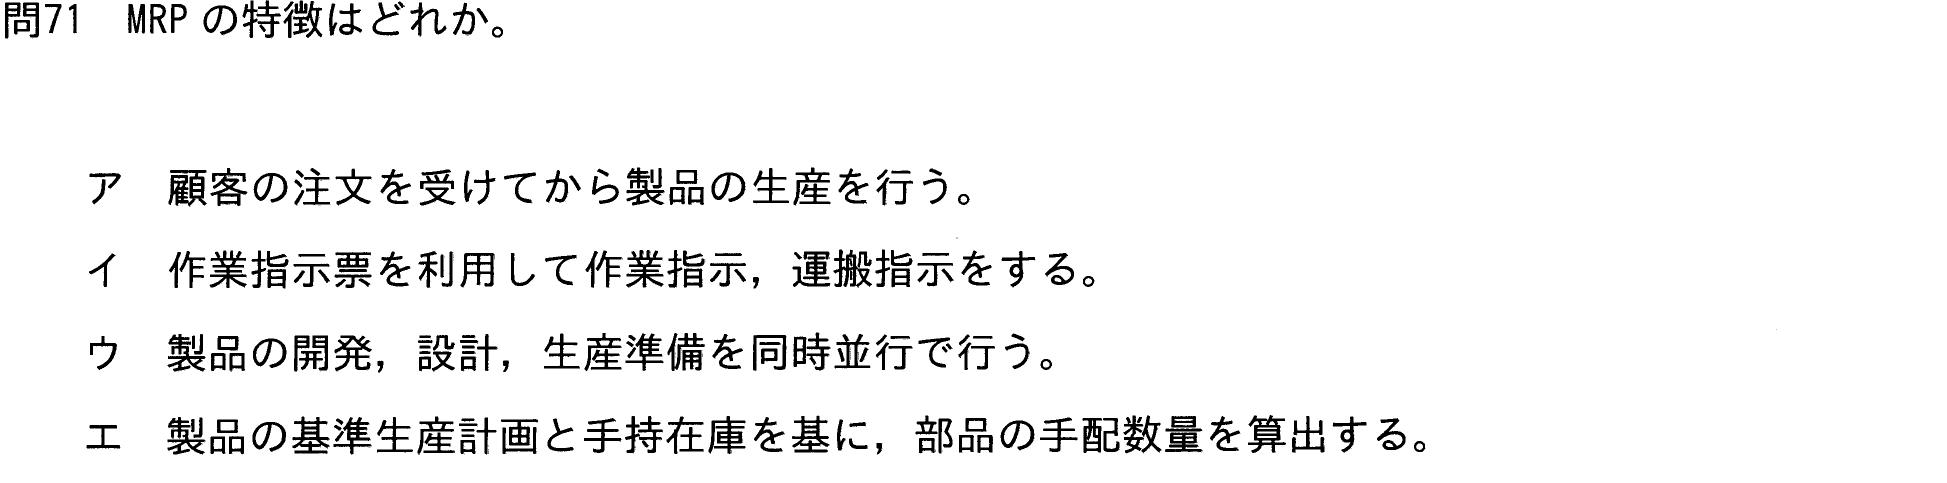 問71　MRP の特徴はどれか。
ア　顧客の注文を受けてから製品の生産を行う。
イ　作業指示票を利用して作業指示，運搬指示をする。
ウ　製品の開発，設計，生産準備を同時並行で行う。
エ　製品の基準生産計画と手持在庫を基に，部品の手配数量を算出する。